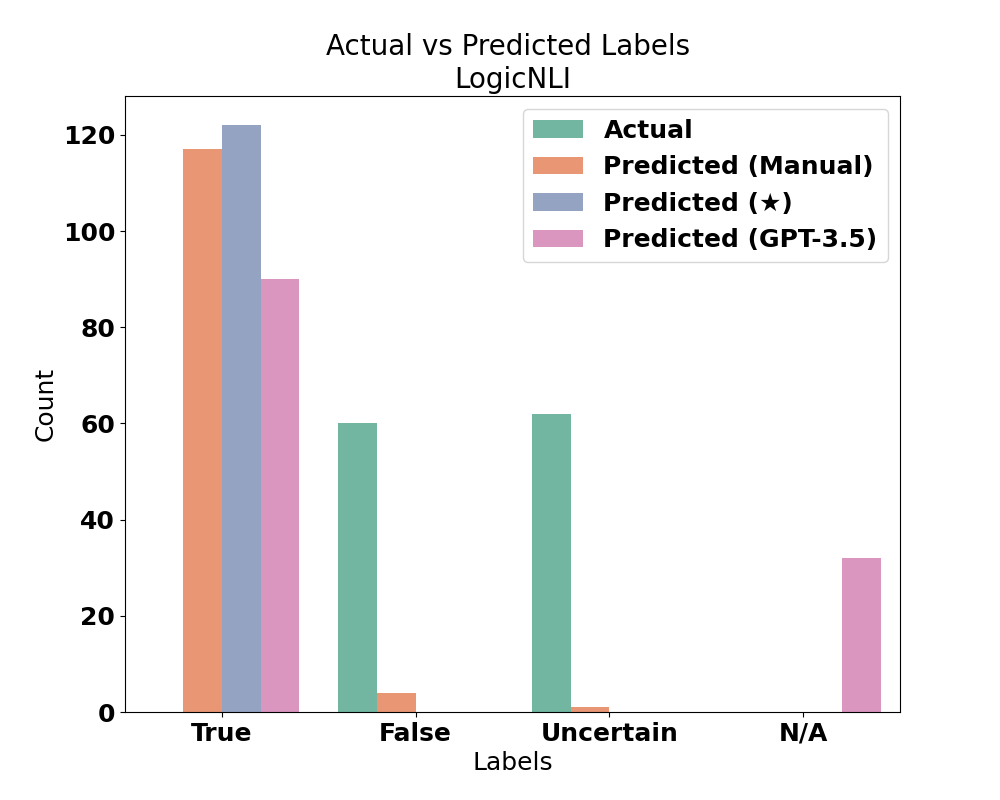 Actual vs Predicted Labels
LogicNLI
Actual
Predicted (Manual)
Predicted (★)
Predicted (GPT-3.5)
120
100
80
60
40
20
0
Count
True False Uncertain N/A
Labels